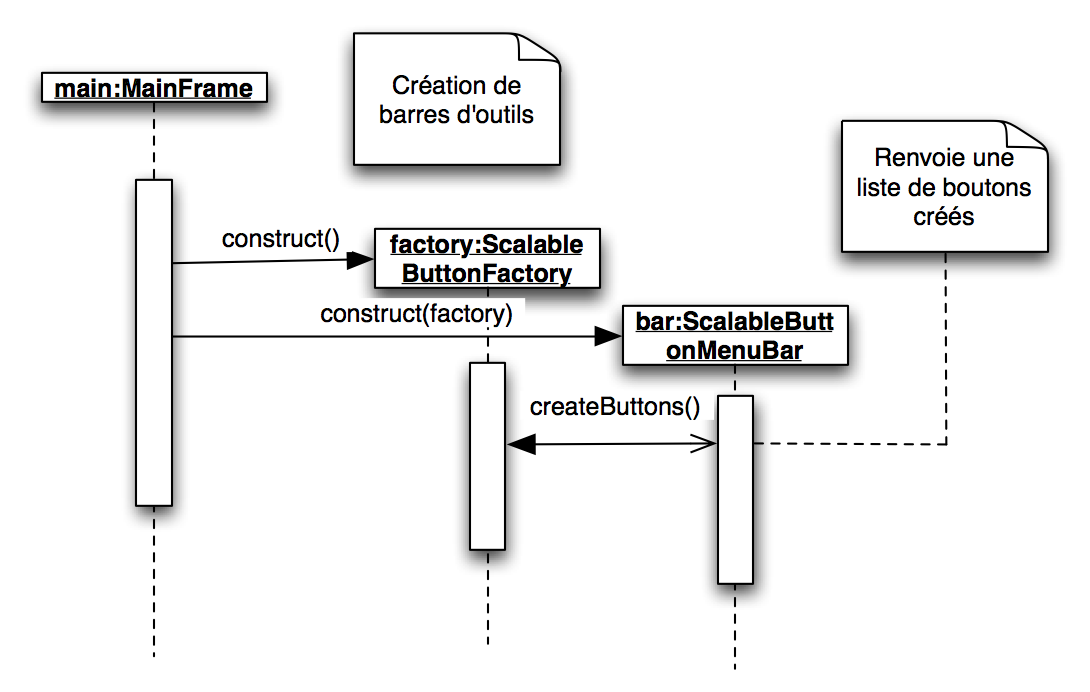 main:MainFrame
Création de
barres d'outils
Renvoie une
liste de boutons
créés
construct()
factory:Scalable
ButtonFactory
construct(factory)
bar:ScalableButt
onMenuBar
createButtons()